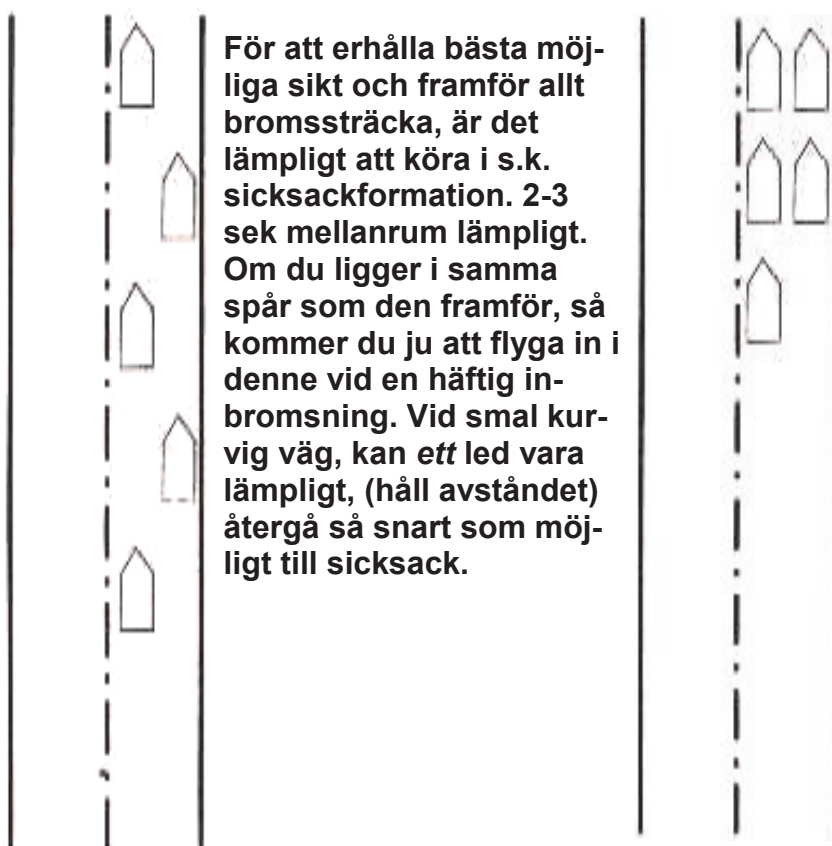 För att erhålla bästa möj-
liga sikt och framför allt
bromssträcka, är det
lämpligt att köra i s.k.
sicksackformation. 2-3
sek mellanrum lämpligt.
Om du ligger i samma
spår som den framför, så
kommer du ju att flyga in i
denne vid en häftig in-
bromsning. Vid smal kur-
vig väg, kan ett led vara
lämpligt, (håll avståndet)
återgå så snart som möj-
ligt till sicksack.